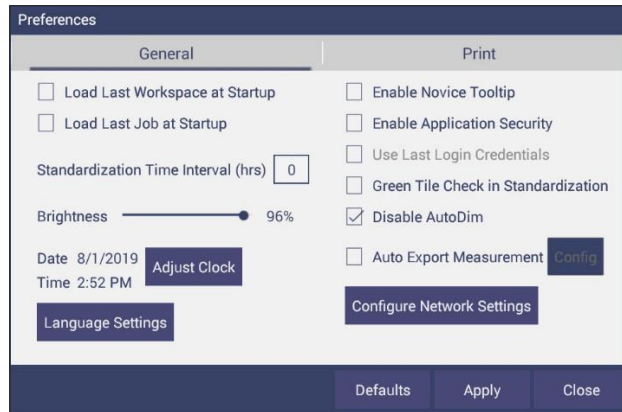 Preferences
General
Print
Load Last Workspace at Startup
Load Last Job at Startup
Standardization Time Interval (hrs) 0
Brightness 96%
Date 8/1/2019
Time 2:52 PM
Adjust Clock
Language Settings
Enable Novice Tooltip
Enable Application Security
Use Last Login Credentials
Green Tile Check in Standardization
Disable AutoDim
Auto Export Measurement Config
Configure Network Settings
Defaults
Apply
Close